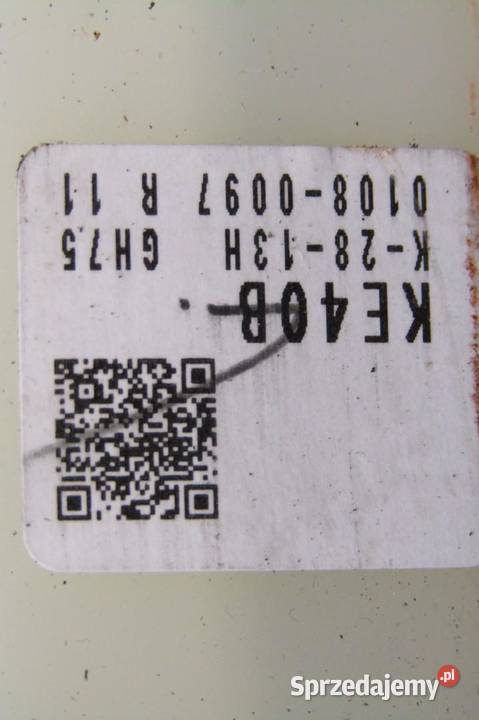 KE40B
K-28-13H GH75
0108-0097 R 11
Sprzedajemy.pl